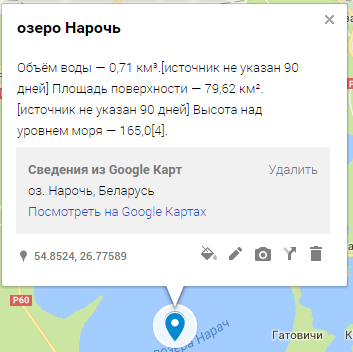 озеро Нарочь
Объём воды — 0,71 км³.[источник не указан 90
дней] Площадь поверхности — 79,62 км².
[источник не указан 90 дней] Высота над
уровнем моря — 165,0[4].
Сведения из Google Карт Удалить
оз. Нарочь, Беларусь
Посмотреть на Google Картах
54.8524, 26.77589
P60
возера Нарач
Гатовичи
К
P60